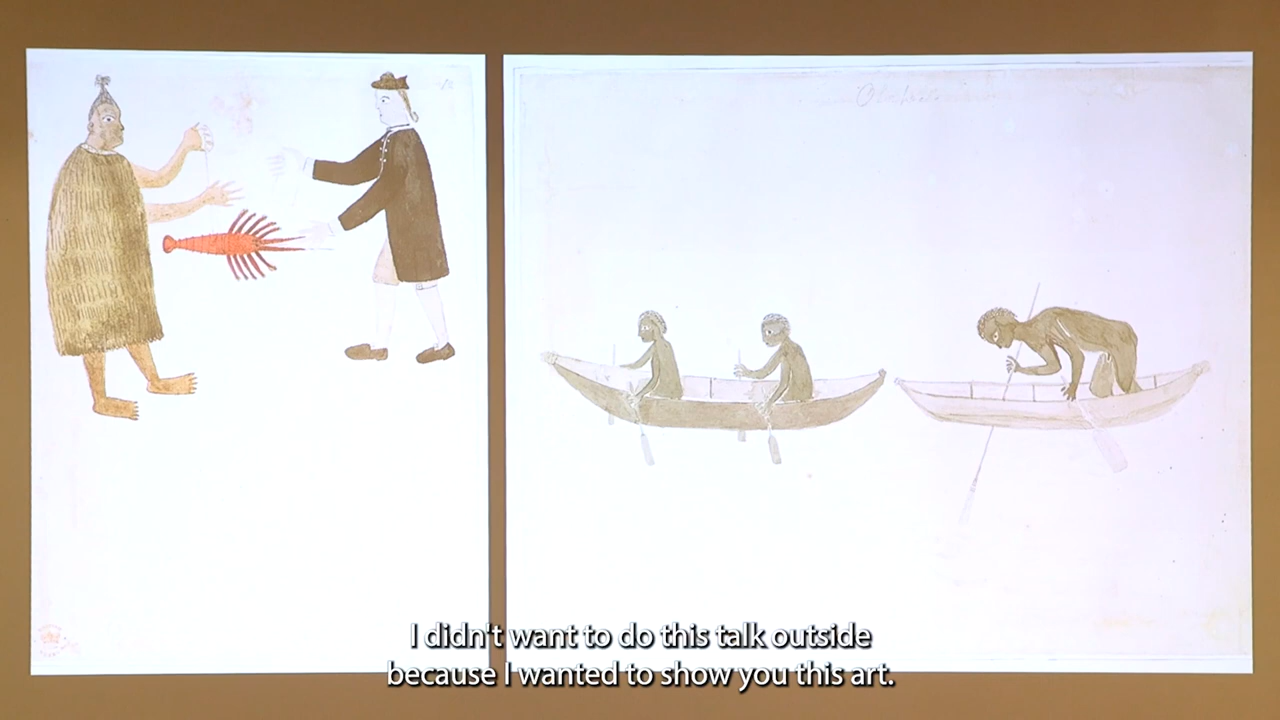 I didn't want to do this talk outside
because I wanted to show you this art.